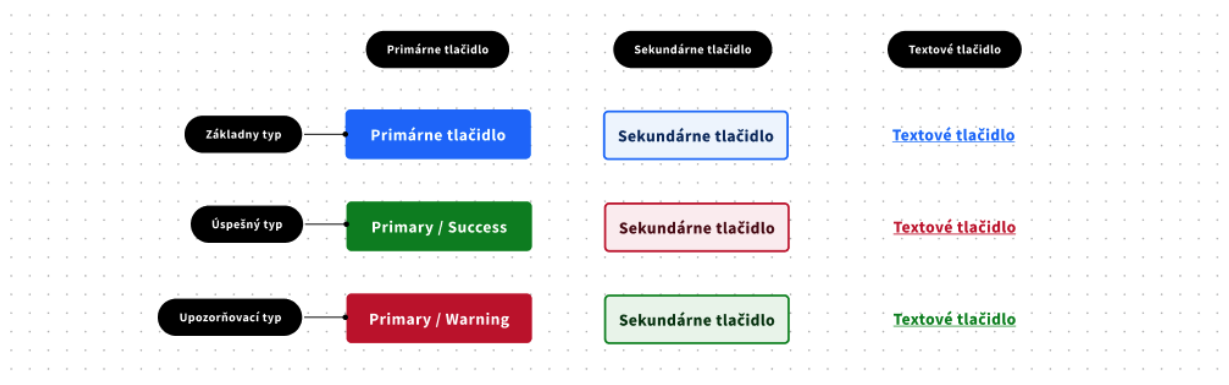 Primárne tlačidlo
Sekundárne tlačidlo
Textové tlačidlo
Základny typ
Primárne tlačidlo
Sekundárne tlačidlo
Textové tlačidlo
Úspešný typ
Primary / Success
Sekundárne tlačidlo
Textové tlačidlo
Upozorňovací typ
Primary / Warning
Sekundárne tlačidlo
Textové tlačidlo